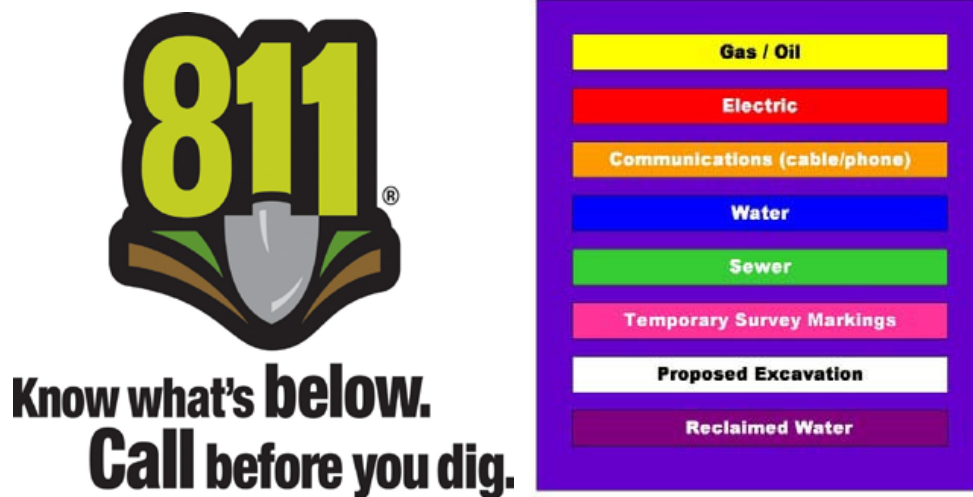 811
®
Know what's below.
Call before you dig.
Gas / Oil
Electric
Communications (cable/phone)
Water
Sewer
Temporary Survey Markings
Proposed Excavation
Reclaimed Water